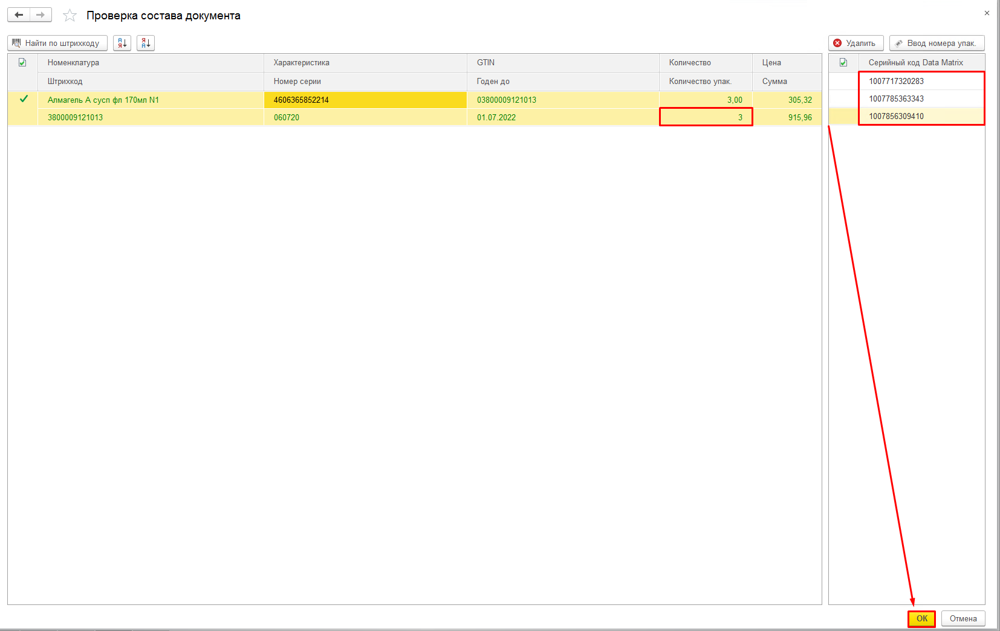 Проверка состава документа
×
Найти по штрихкоду
А
Я
Я
А
Удалить
Ввод номера упак.
Номенклатура Характеристика GTIN Количество Цена
Штрихкод Номер серии Годен до Количество упак. Сумма
Алмагель А сусп фл 170мл N1 4606365852214 03800009121013 3,00 305,32
3800009121013 060720 01.07.2022 3 915,96
Серийный код Data Matrix
1007717320283
1007785363343
1007856309410
ОК
Отмена